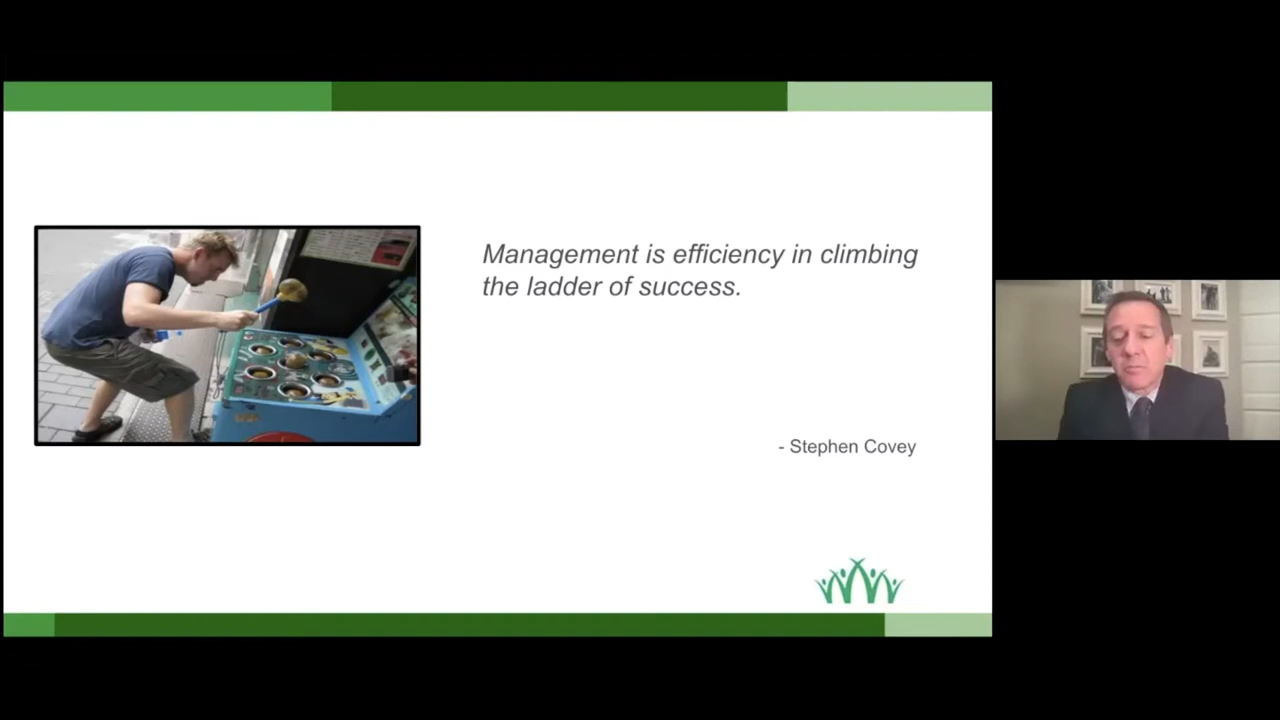 Management is efficiency in climbing
the ladder of success.
- Stephen Covey